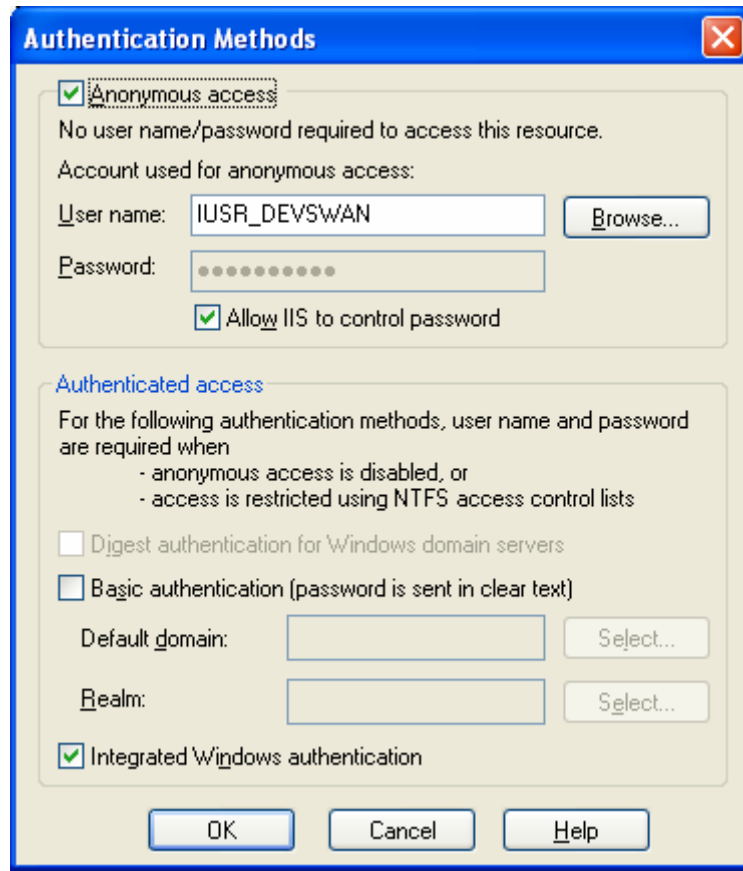 Authentication Methods
Anonymous access
No user name/password required to access this resource.
Account used for anonymous access:
User name: IUSR_DEVSWAN Browse...
Password: ●●●●●●●●●●
Allow IIS to control password
Authenticated access
For the following authentication methods, user name and password
are required when
- anonymous access is disabled, or
- access is restricted using NTFS access control lists
Digest authentication for Windows domain servers
Basic authentication (password is sent in clear text)
Default domain: Select...
Realm: Select...
Integrated Windows authentication
OK Cancel Help